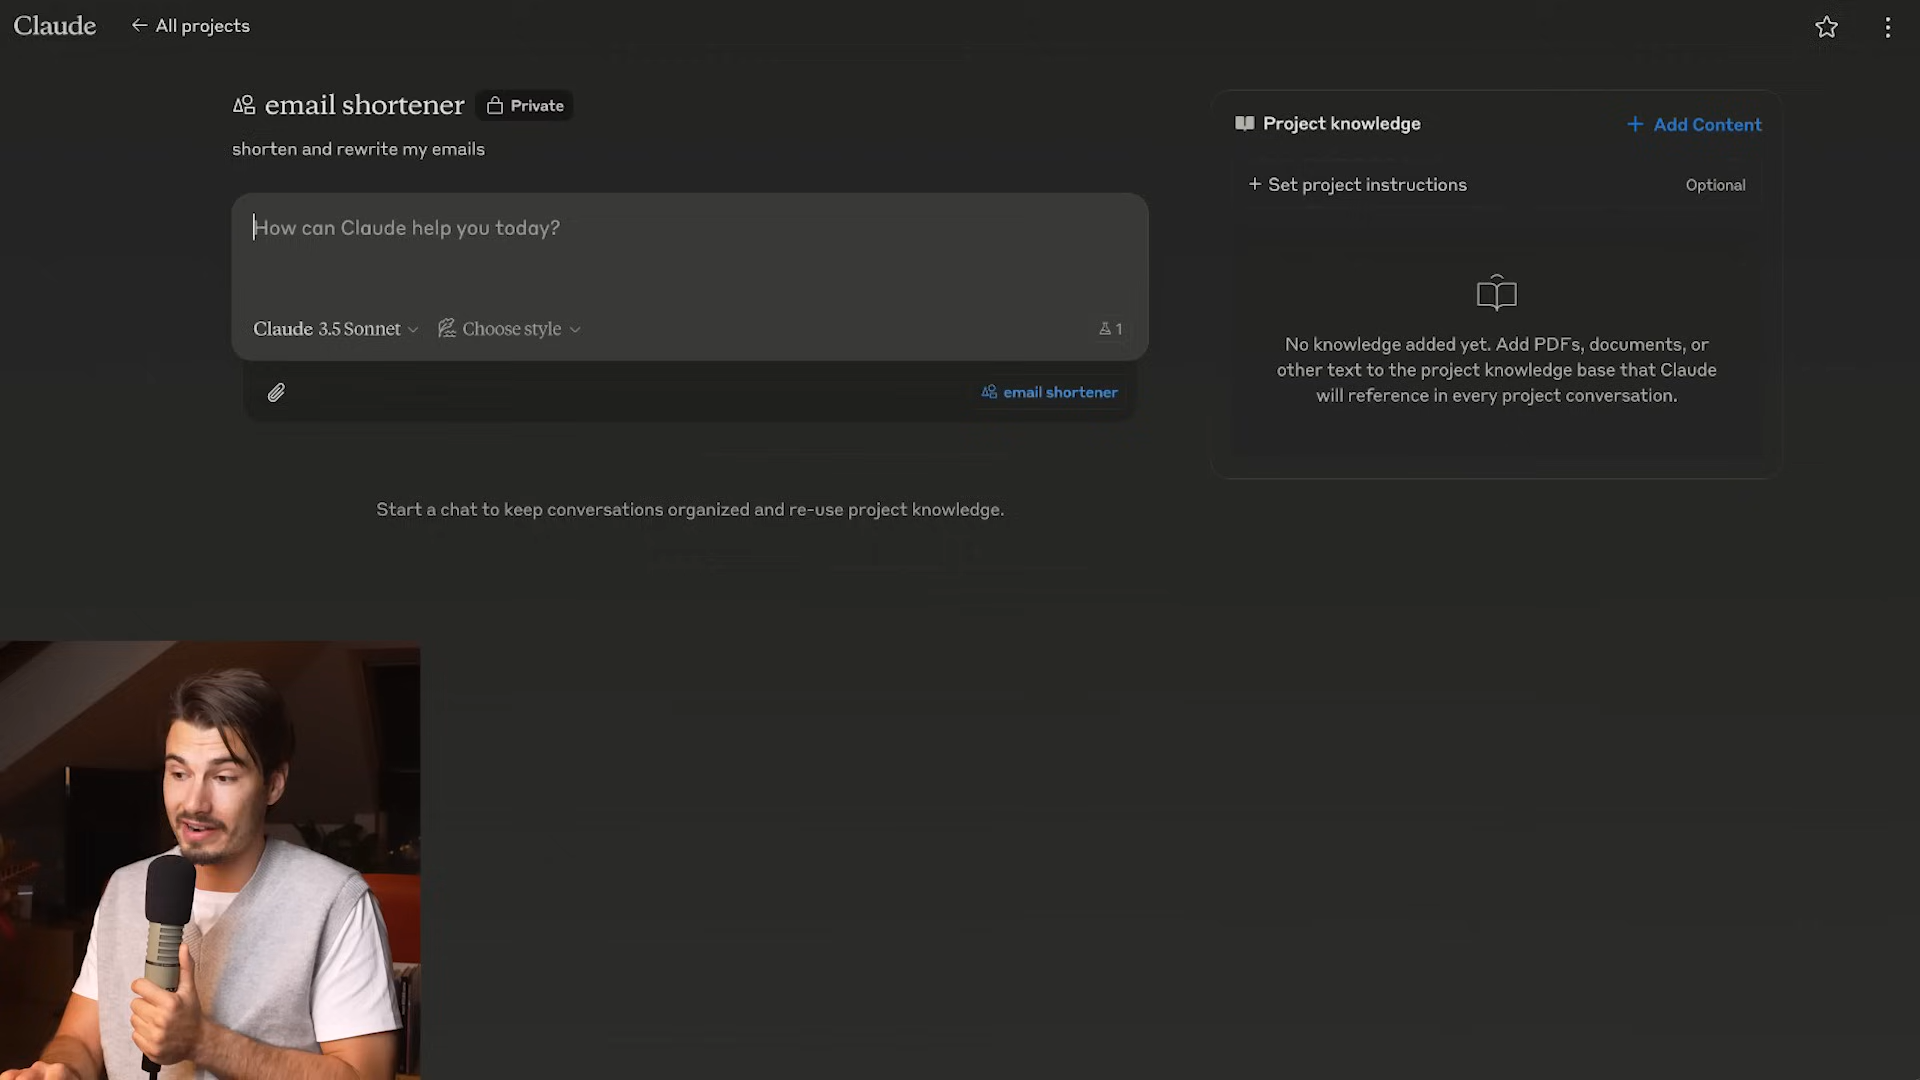 Claude
← All projects
email shortener
Private
shorten and rewrite my emails
How can Claude help you today?
Claude 3.5 Sonnet
Choose style
1
email shortener
Start a chat to keep conversations organized and re-use project knowledge.
Project knowledge
+ Add Content
+ Set project instructions
Optional
No knowledge added yet. Add PDFs, documents, or
other text to the project knowledge base that Claude
will reference in every project conversation.